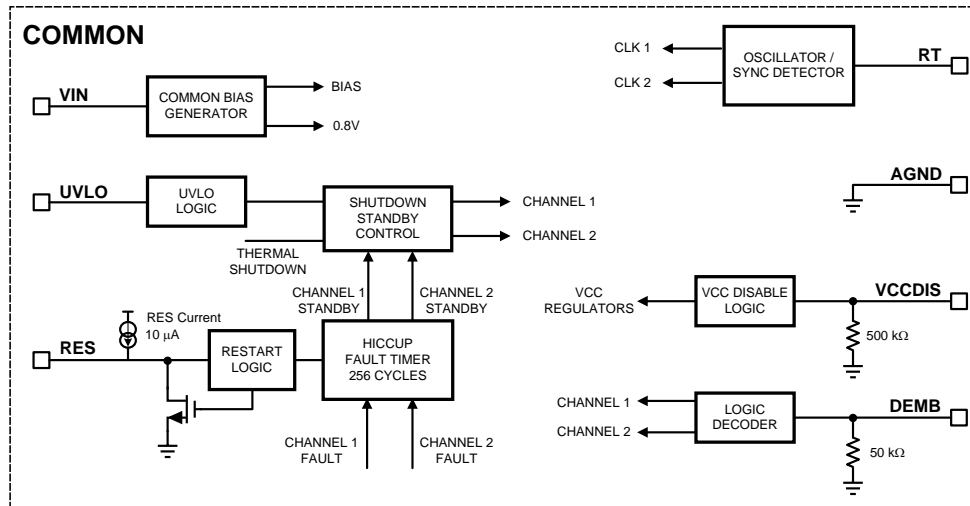 COMMON
VIN
COMMON BIAS
GENERATOR
BIAS
0.8V
CLK 1
CLK 2
OSCILLATOR /
SYNC DETECTOR
RT
UVLO
UVLO
LOGIC
SHUTDOWN
STANDBY
CONTROL
CHANNEL 1
CHANNEL 2
THERMAL
SHUTDOWN
AGND
CHANNEL 1
STANDBY
CHANNEL 2
STANDBY
VCC
REGULATORS
VCC DISABLE
LOGIC
VCCDIS
500 kΩ
RES Current
10 µA
RES
RESTART
LOGIC
HICCUP
FAULT TIMER
256 CYCLES
CHANNEL 1
FAULT
CHANNEL 2
FAULT
CHANNEL 1
CHANNEL 2
LOGIC
DECODER
DEMB
50 kΩ